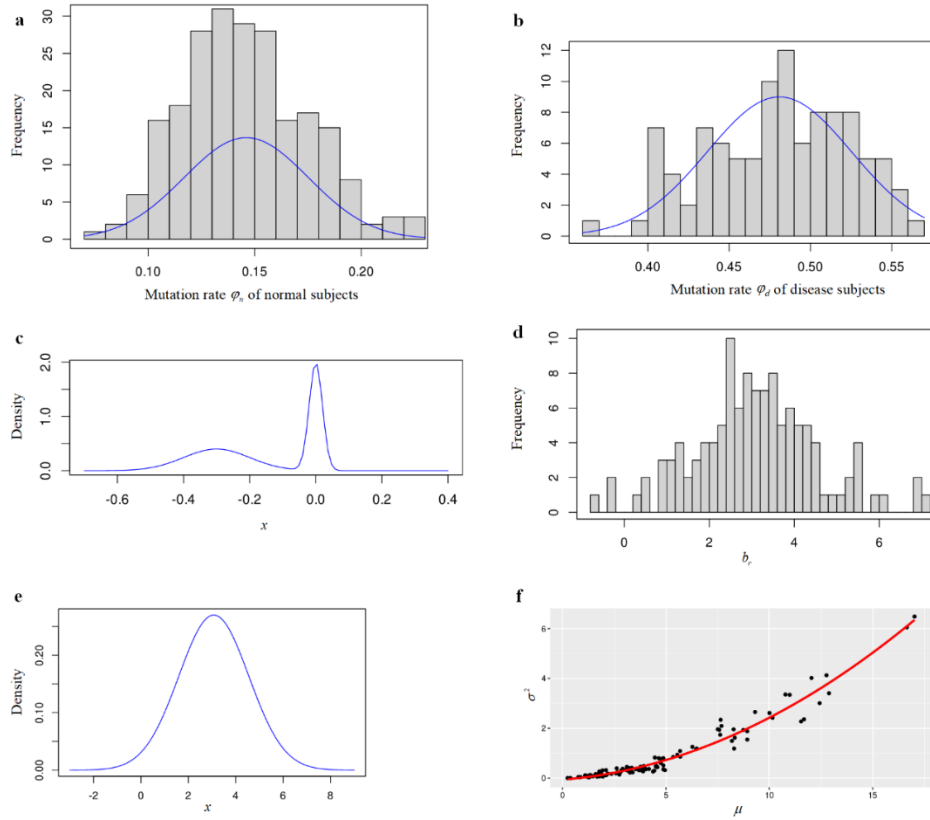 a
Frequency
30
25
20
15
10
5
0
0.10 0.15 0.20
Mutation rate φn of normal subjects
b
Frequency
12
10
8
6
4
2
0
0.40 0.45 0.50 0.55
Mutation rate φd of disease subjects
c
Density
2.0
1.0
0.0
-0.6 -0.4 -0.2 0.0 0.2 0.4
x
d
Frequency
10
8
6
4
2
0
0 2 4 6
br
e
Density
0.20
0.10
0.00
-2 0 2 4 6 8
x
f
σ²
6
4
2
0
0 5 10 15
μ